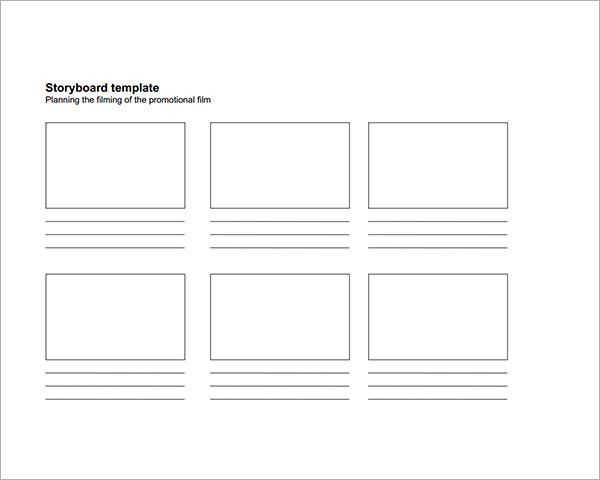 Storyboard template
Planning the filming of the promotional film